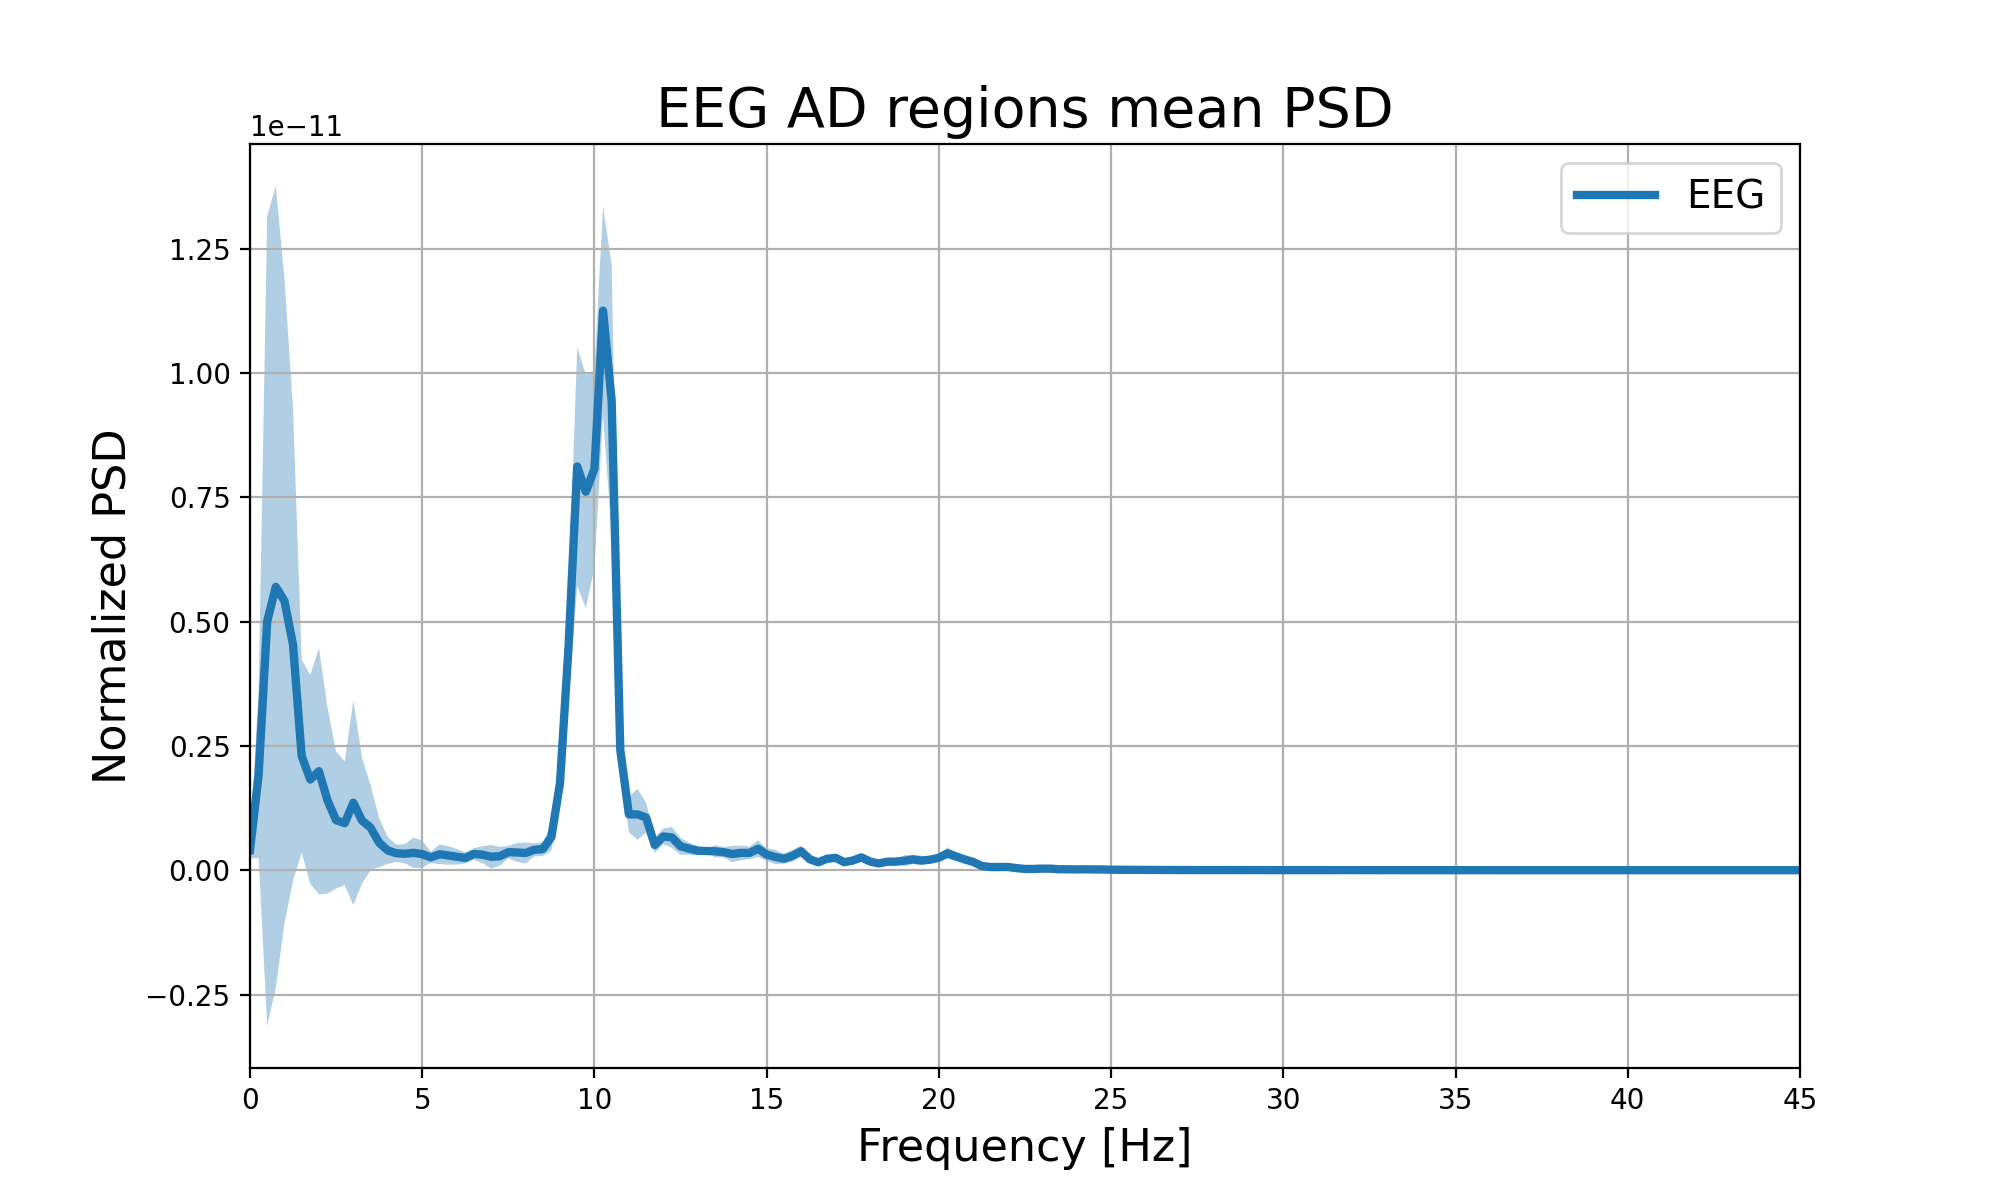 EEG AD regions mean PSD
1e−11
EEG
1.25
1.00
0.75
0.50
0.25
0.00
−0.25
Normalized PSD
0 5 10 15 20 25 30 35 40 45
Frequency [Hz]